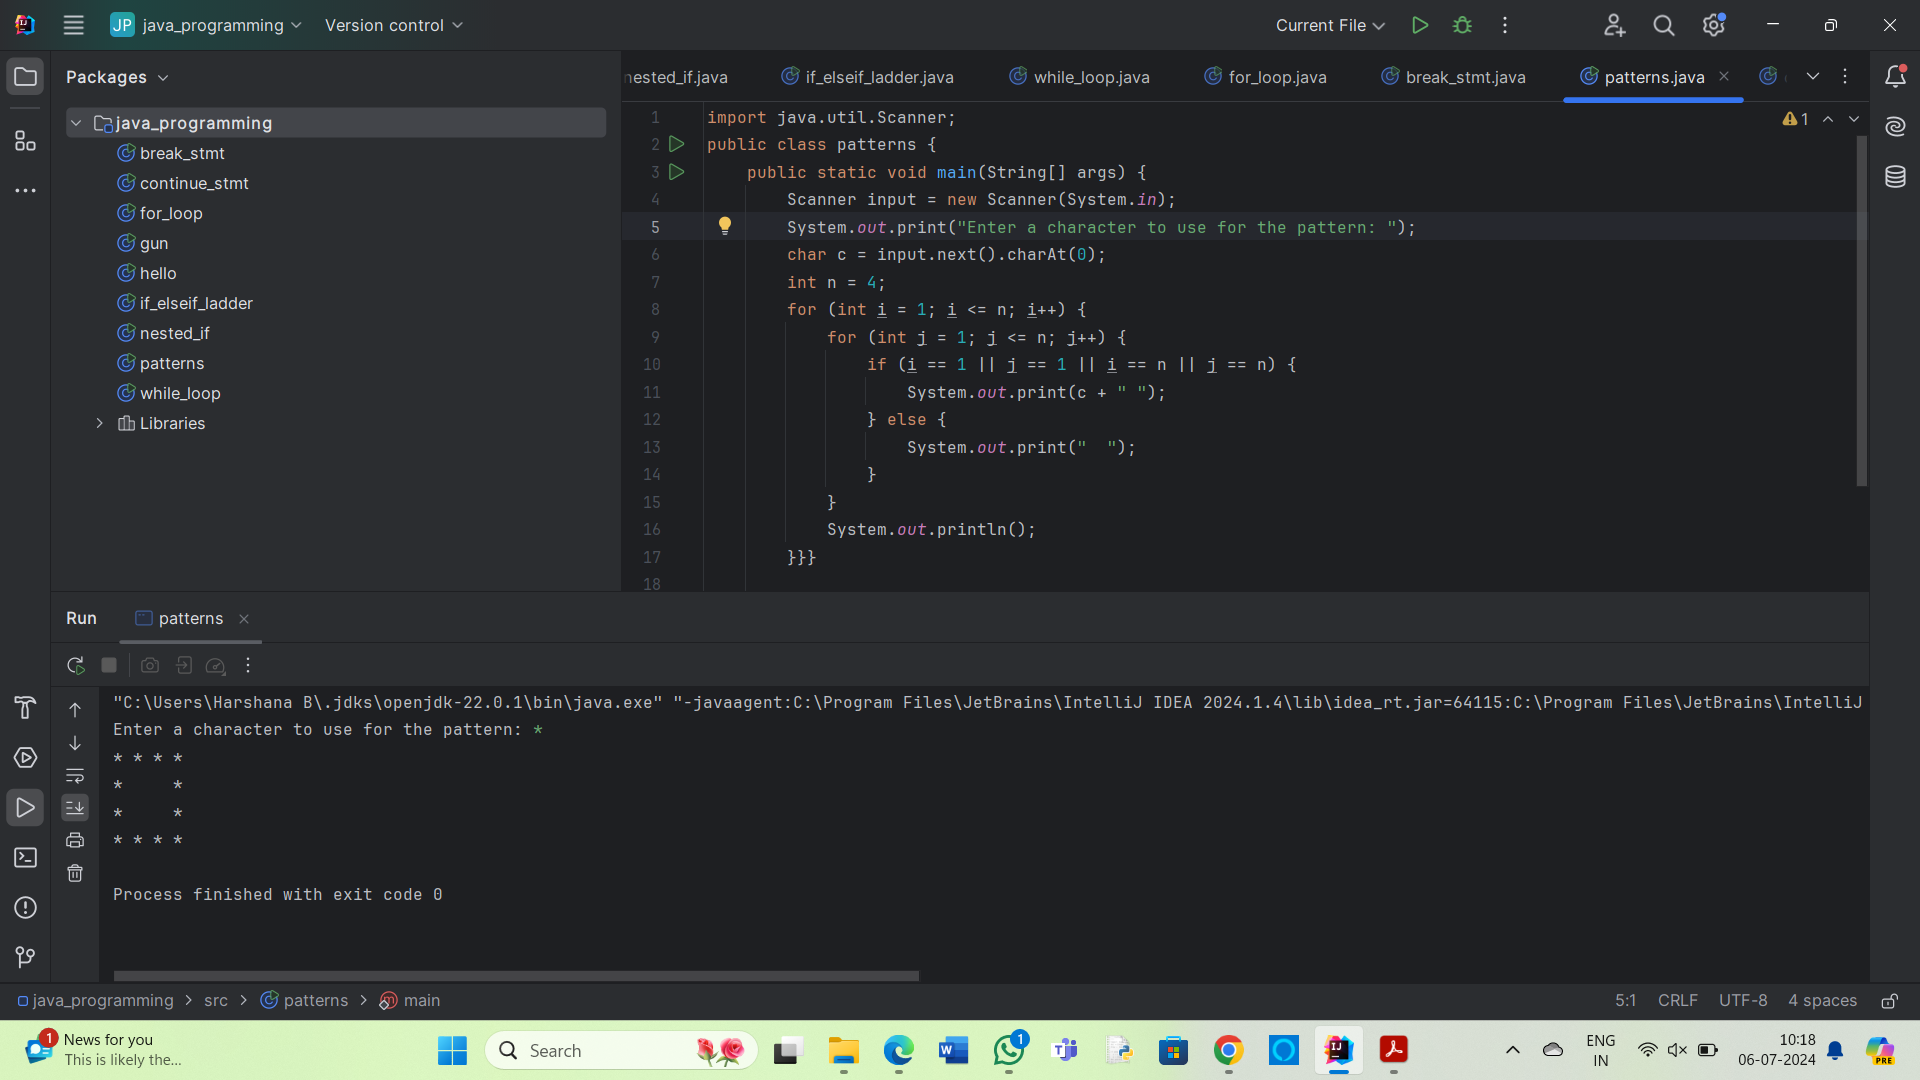 JP java_programming Version control Current File
Packages
nested_if.java if_elseif_ladder.java while_loop.java for_loop.java break_stmt.java patterns.java
java_programming
break_stmt
continue_stmt
for_loop
gun
hello
if_elseif_ladder
nested_if
patterns
while_loop
Libraries
1 import java.util.Scanner;
2 public class patterns {
3     public static void main(String[] args) {
4         Scanner input = new Scanner(System.in);
5         System.out.print("Enter a character to use for the pattern: ");
6         char c = input.next().charAt(0);
7         int n = 4;
8         for (int i = 1; i <= n; i++) {
9             for (int j = 1; j <= n; j++) {
10                 if (i == 1 || j == 1 || i == n || j == n) {
11                     System.out.print(c + " ");
12                 } else {
13                     System.out.print("  ");
14                 }
15             }
16             System.out.println();
17         }}}
18
1
Run patterns
"C:\Users\Harshana B\.jdks\openjdk-22.0.1\bin\java.exe" "-javaagent:C:\Program Files\JetBrains\IntelliJ IDEA 2024.1.4\lib\idea_rt.jar=64115:C:\Program Files\JetBrains\IntelliJ
Enter a character to use for the pattern: *
* * * *
*     *
*     *
* * * *
Process finished with exit code 0
java_programming > src > patterns > main 5:1 CRLF UTF-8 4 spaces
1 News for you
This is likely the...
Search
1
ENG
IN
10:18
06-07-2024
PRE